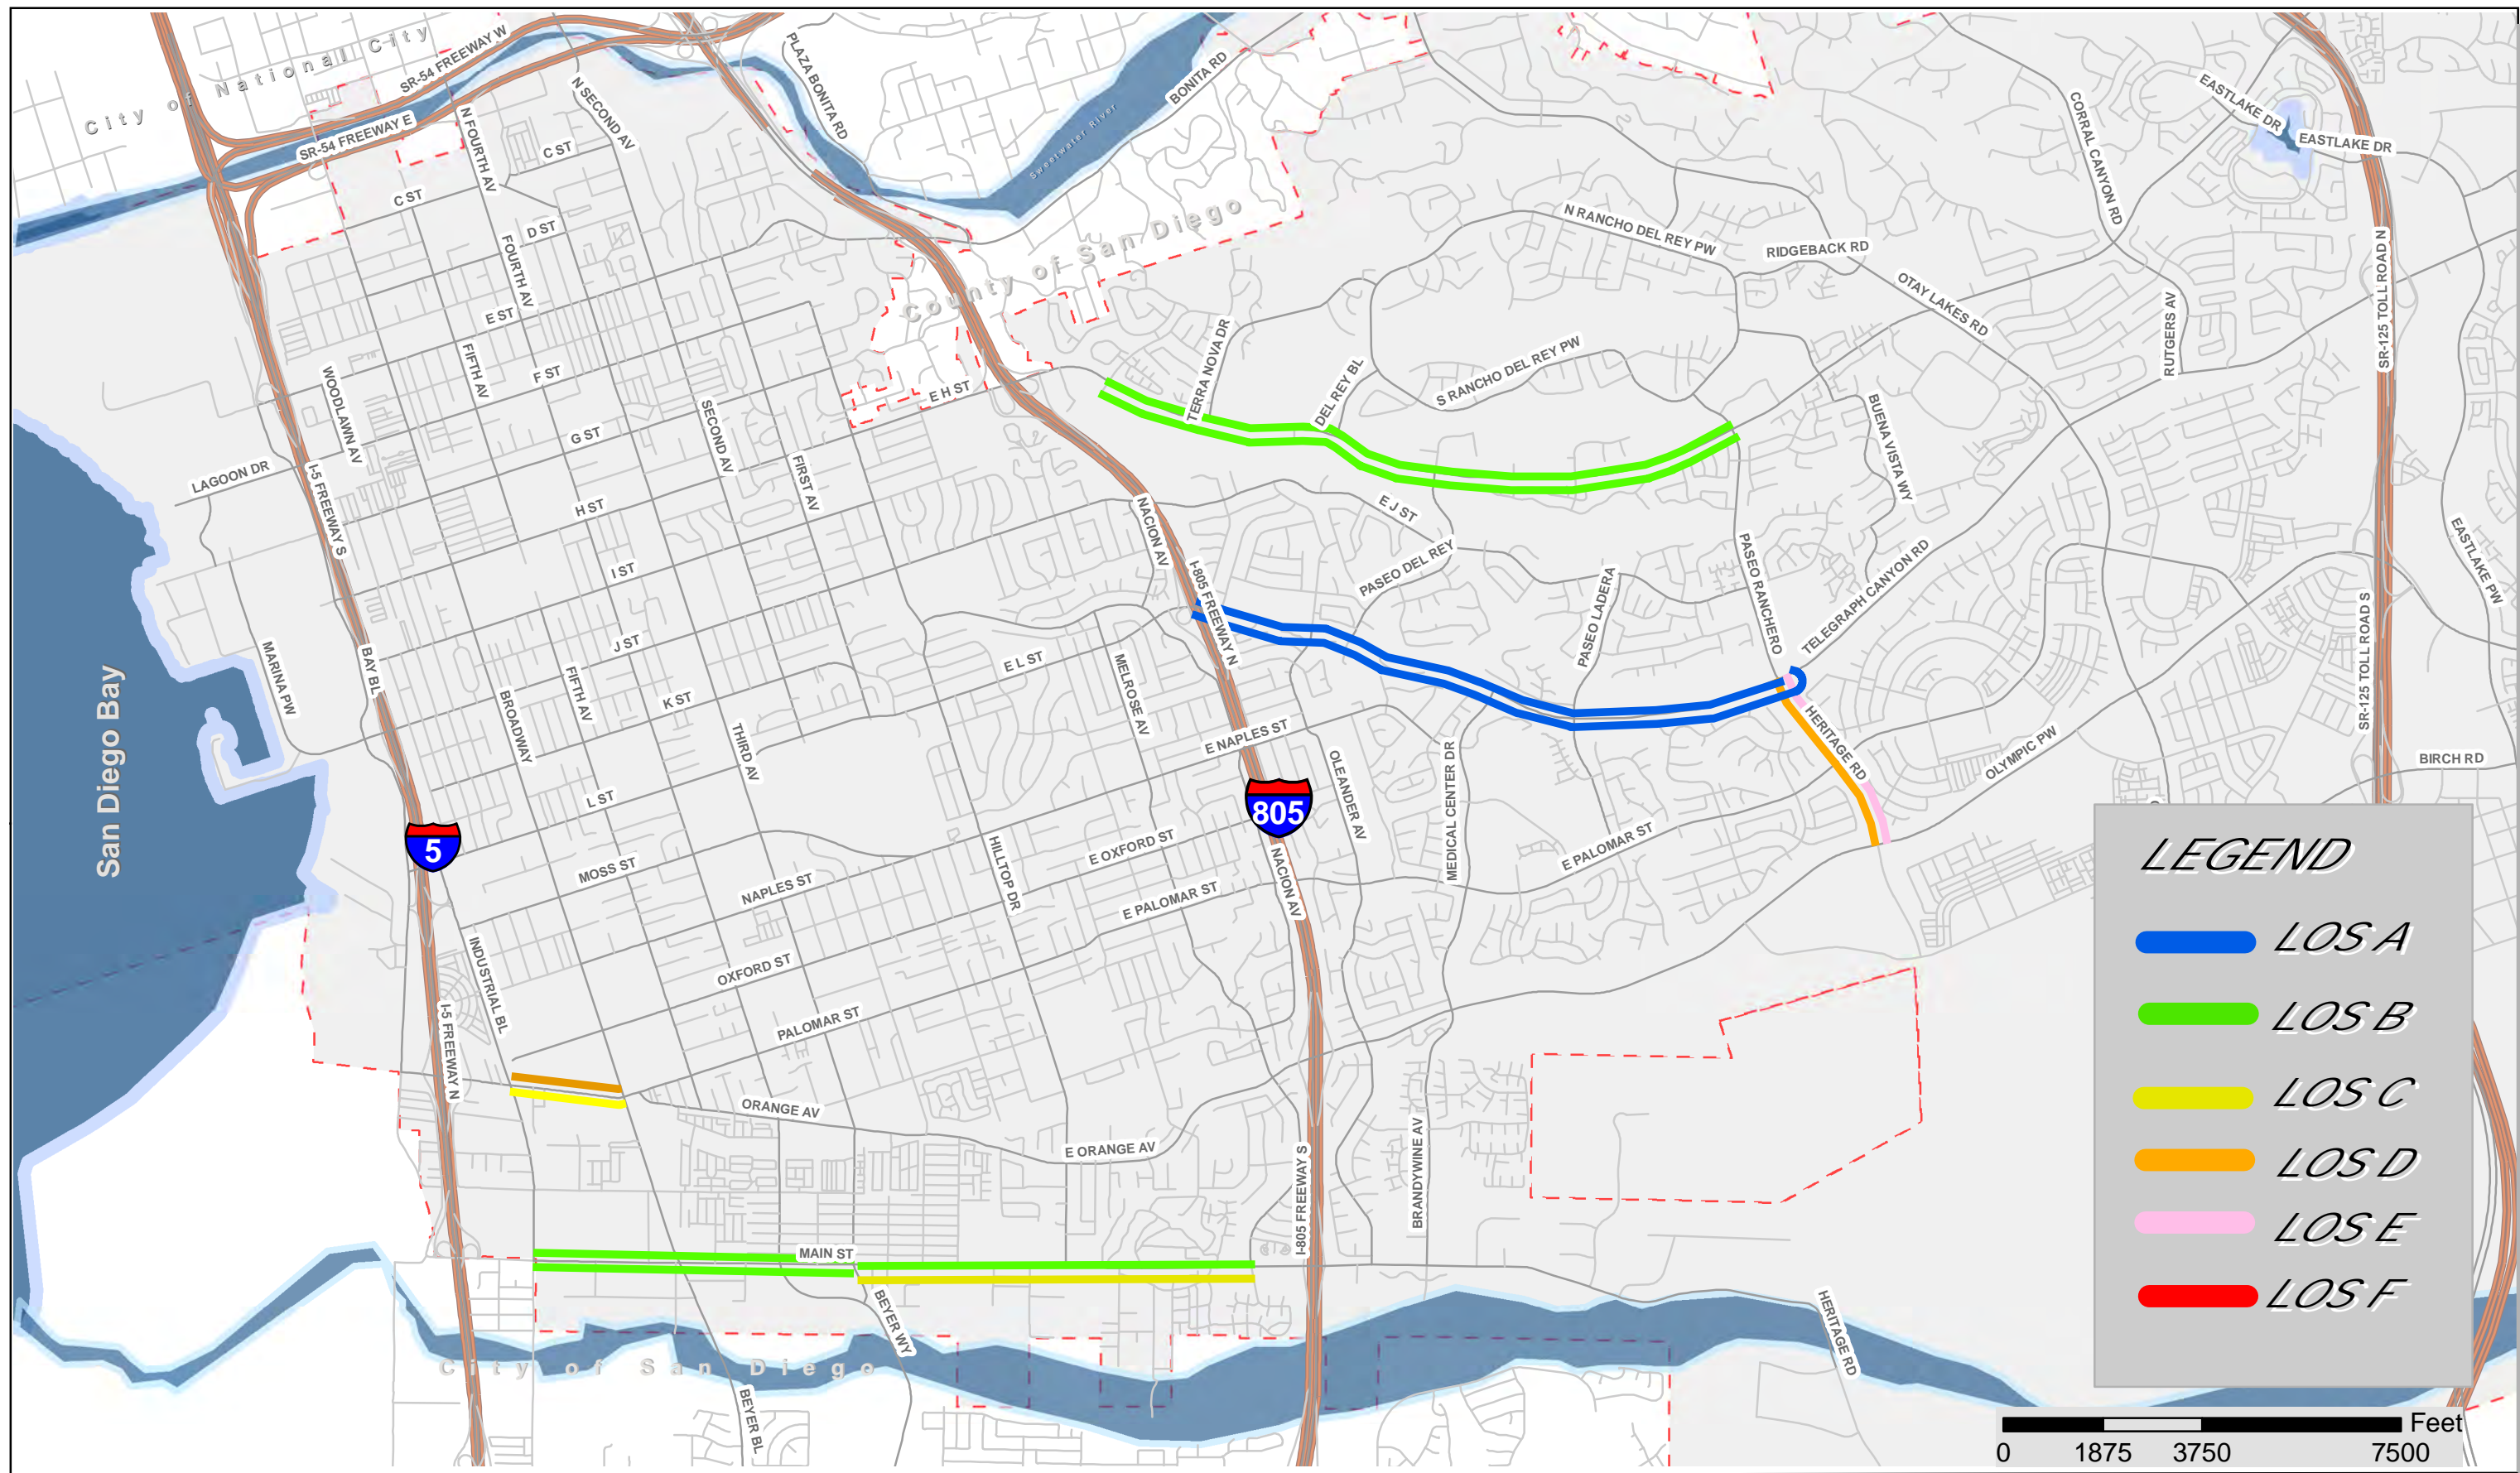 City of National City
SR-54 FREEWAY W
SR-54 FREEWAY E
N SECOND AV
N FOURTH AV
PLAZA BONITA RD
BONITA RD
Sweetwater River
CORRAL CANYON RD
EASTLAKE DR
EASTLAKE DR
C ST
C ST
D ST
FOURTH AV
E ST
FIFTH AV
F ST
WOODLAWN AV
County of San Diego
N RANCHO DEL REY PW
RIDGEBACK RD
OTAY LAKES RD
RUTGERS AV
SR-125 TOLL ROAD N
TERRA NOVA DR
DEL REY BL
S RANCHO DEL REY PW
E H ST
SECOND AV
G ST
FIRST AV
LAGOON DR
I-5 FREEWAY S
H ST
NACION AV
E J ST
BUENA VISTA WY
PASEO RANCHERO
TELEGRAPH CANYON RD
EASTLAKE PW
I ST
I-805 FREEWAY N
PASEO DEL REY
PASEO LADERA
SR-125 TOLL ROAD S
MARINA PW
BAY BL
J ST
FIFTH AV
BROADWAY
K ST
E L ST
MELROSE AV
THIRD AV
E NAPLES ST
HERITAGE RD
OLYMPIC PW
BIRCH RD
San Diego Bay
L ST
805
OLEANDER AV
MEDICAL CENTER DR
5
MOSS ST
NAPLES ST
HILLTOP DR
E OXFORD ST
E PALOMAR ST
E PALOMAR ST
NACION AV
INDUSTRIAL BL
OXFORD ST
PALOMAR ST
I-5 FREEWAY N
ORANGE AV
E ORANGE AV
I-805 FREEWAY S
BRANDYWINE AV
MAIN ST
BEYER WY
HERITAGE RD
City of San Diego
BEYER BL
LEGEND
LOS A
LOS B
LOS C
LOS D
LOS E
LOS F
Feet
0 1875 3750 7500